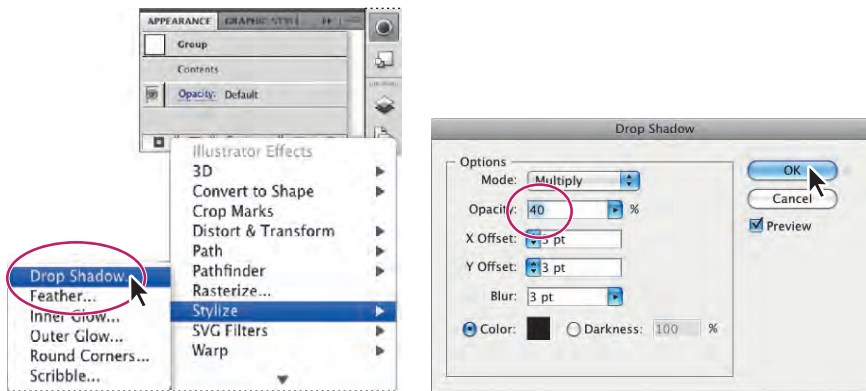 APPEARANCE GRAPHIC STYLE
Group
Contents
Opacity: Default
Illustrator Effects
3D
Convert to Shape
Crop Marks
Distort & Transform
Path
Pathfinder
Rasterize...
Stylize
SVG Filters
Warp
Drop Shadow...
Feather...
Inner Glow...
Outer Glow...
Round Corners...
Scribble...
Drop Shadow
Options
Mode: Multiply
Opacity: 40 %
X Offset: 3 pt
Y Offset: 3 pt
Blur: 3 pt
Color: Darkness: 100 %
OK
Cancel
Preview